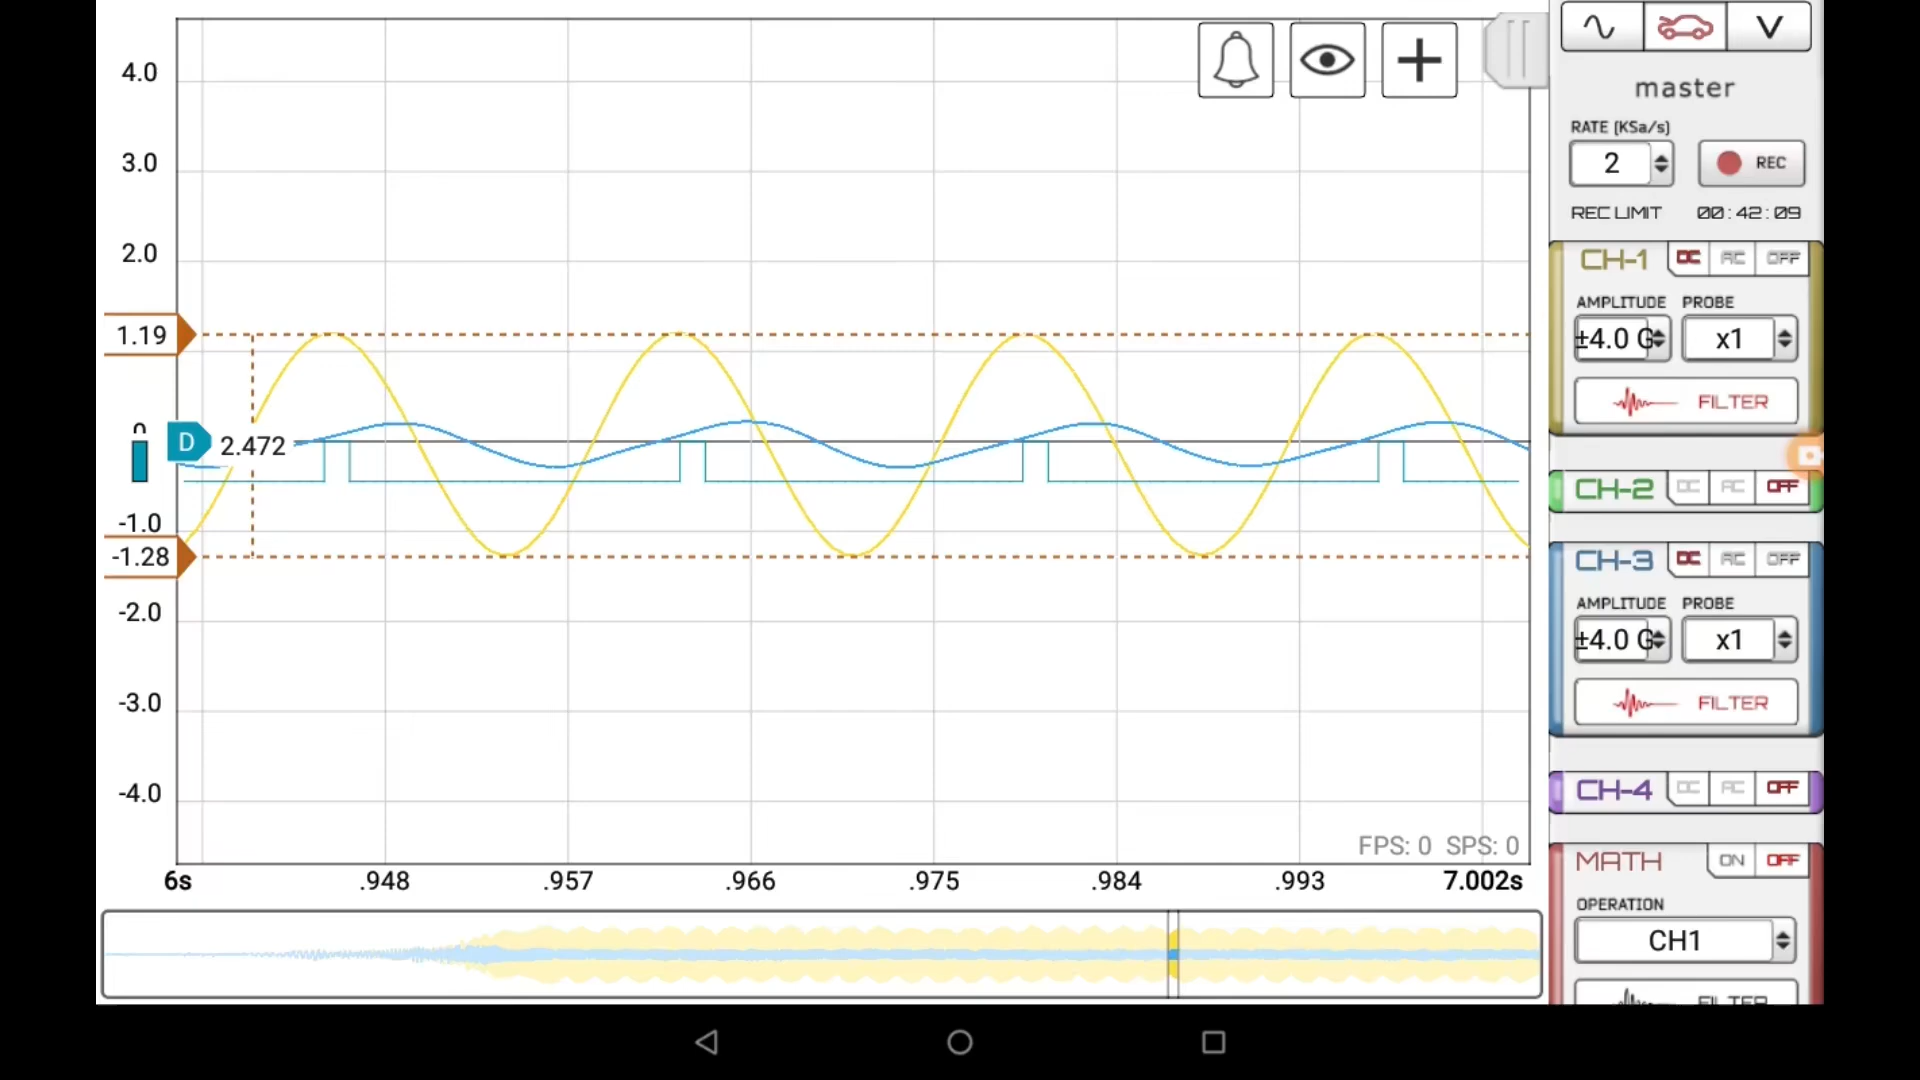 4.0
3.0
2.0
1.19
0
D 2.472
-1.0
-1.28
-2.0
-3.0
-4.0
FPS: 0 SPS: 0
6s .948 .957 .966 .975 .984 .993 7.002s
V
master
RATE (KSa/s)
2 REC
REC LIMIT 00:42:09
CH-1 DC AC OFF
AMPLITUDE PROBE
±4.0 G x1
FILTER
CH-2 DC AC OFF
CH-3 DC AC OFF
AMPLITUDE PROBE
±4.0 G x1
FILTER
CH-4 DC AC OFF
MATH ON OFF
OPERATION
CH1
FILTER